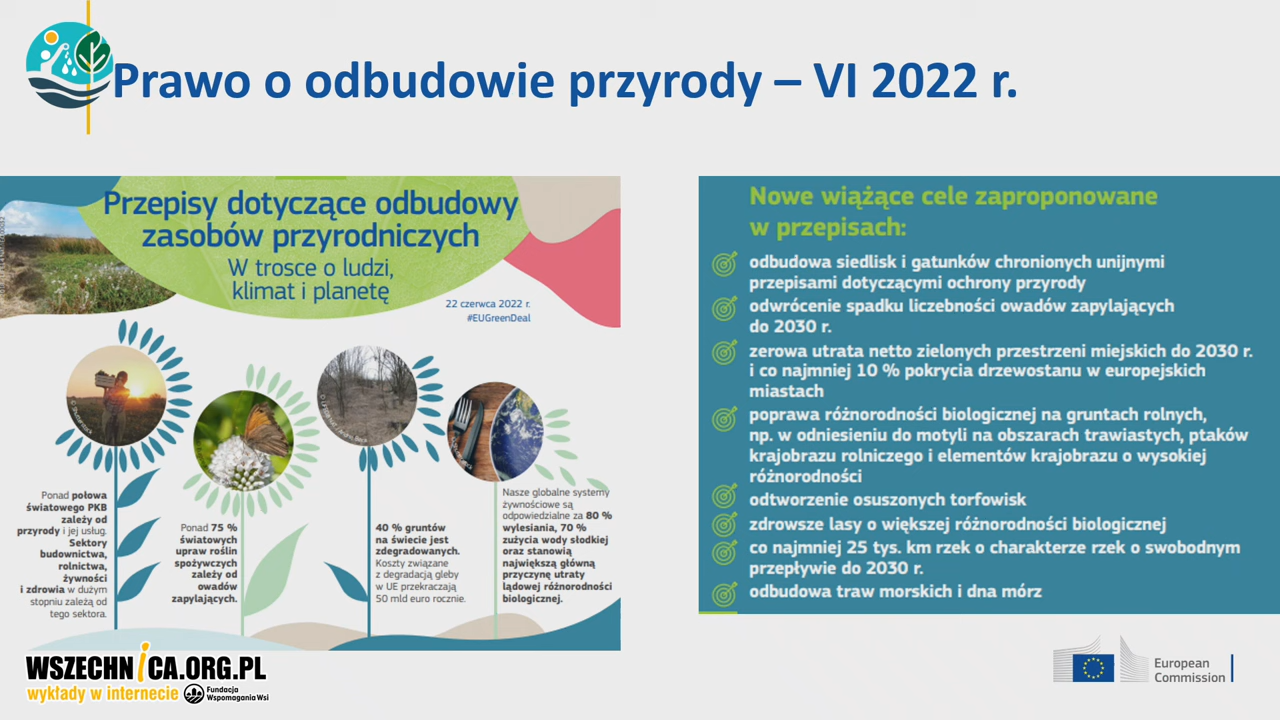 Prawo o odbudowie przyrody – VI 2022 r.
Przepisy dotyczące odbudowy
zasobów przyrodniczych
W trosce o ludzi,
klimat i planetę
22 czerwca 2022 r.
#EUGreenDeal
Ponad połowa
światowego PKB
zależy od
przyrody i jej usług.
Sektory
budownictwa,
rolnictwa,
żywności
i zdrowia w dużym
stopniu zależą od
tego sektora.
Ponad 75 %
światowych
upraw roślin
spożywczych
zależy od
owadów
zapylających.
40 % gruntów
na świecie jest
zdegradowanych.
Koszty związane
z degradacją gleby
w UE przekraczają
50 mld euro rocznie.
Nasze globalne systemy
żywnościowe są
odpowiedzialne za 80 %
wylesiania, 70 %
zużycia wody słodkiej
oraz stanowią
największą główną
przyczynę utraty
lądowej różnorodności
biologicznej.
Nowe wiążące cele zaproponowane
w przepisach:
odbudowa siedlisk i gatunków chronionych unijnymi
przepisami dotyczącymi ochrony przyrody
odwrócenie spadku liczebności owadów zapylających
do 2030 r.
zerowa utrata netto zielonych przestrzeni miejskich do 2030 r.
i co najmniej 10 % pokrycia drzewostanu w europejskich
miastach
poprawa różnorodności biologicznej na gruntach rolnych,
np. w odniesieniu do motyli na obszarach trawiastych, ptaków
krajobrazu rolniczego i elementów krajobrazu o wysokiej
różnorodności
odtworzenie osuszonych torfowisk
zdrowsze lasy o większej różnorodności biologicznej
co najmniej 25 tys. km rzek o charakterze rzek o swobodnym
przepływie do 2030 r.
odbudowa traw morskich i dna mórz
WSZECHNICA.ORG.PL
wykłady w internecie
Fundacja
Wspomagania Wsi
European
Commission